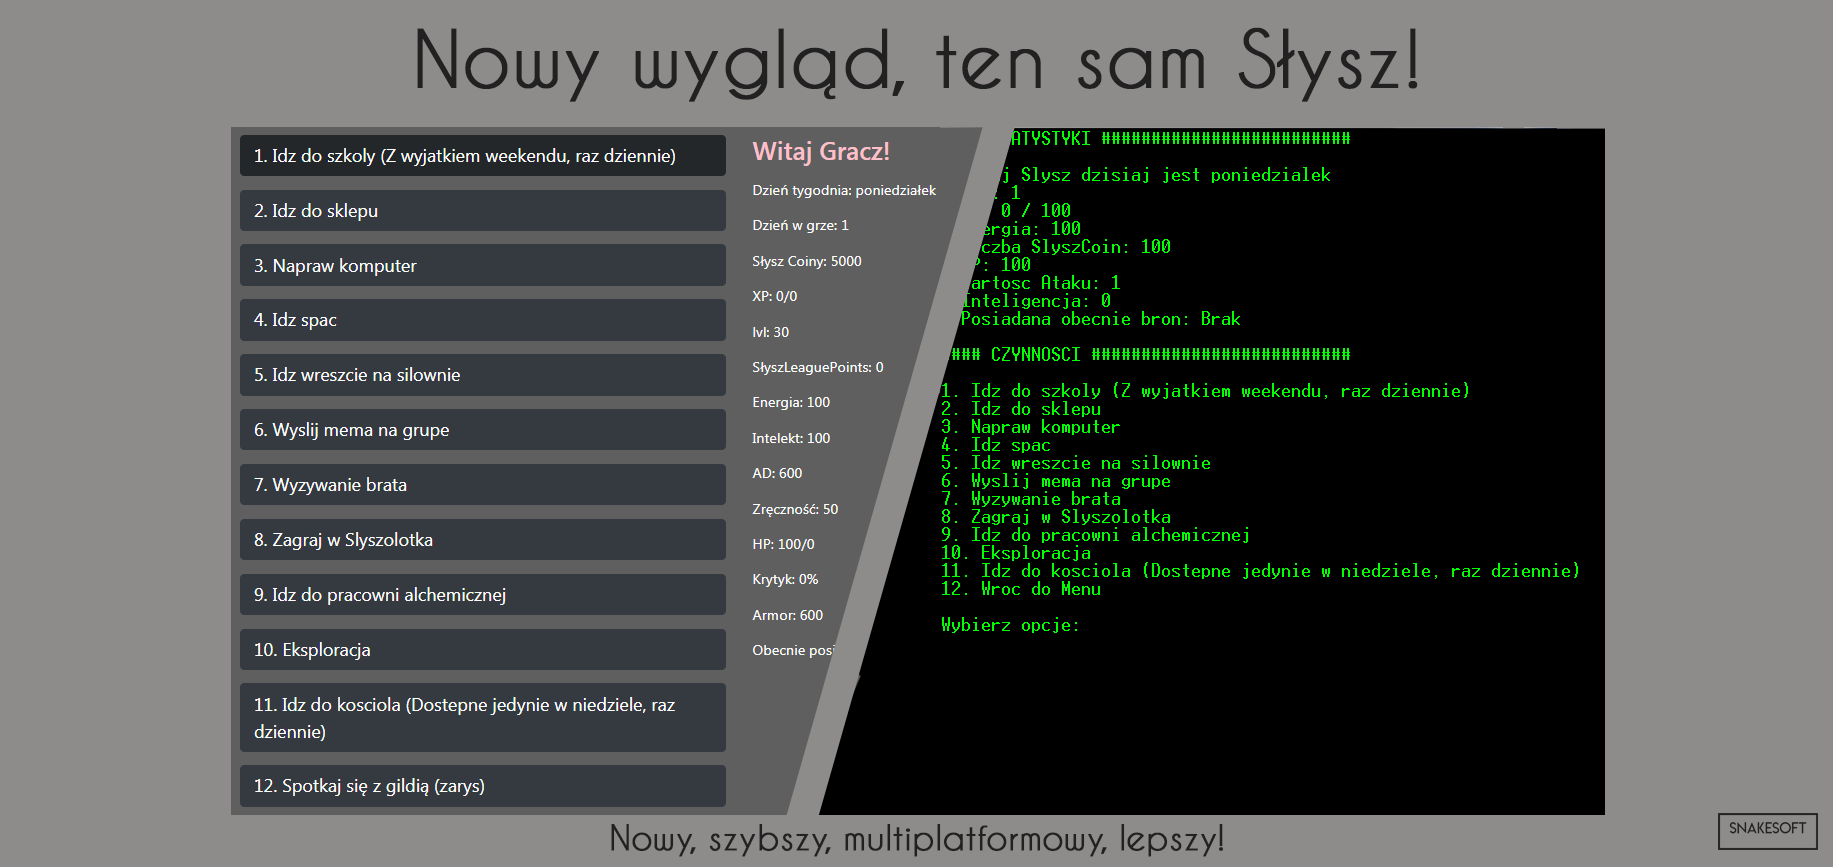 Nowy wygląd, ten sam Słysz!
1. Idz do szkoly (Z wyjatkiem weekendu, raz dziennie)
2. Idz do sklepu
3. Napraw komputer
4. Idz spac
5. Idz wreszcie na silownie
6. Wyslij mema na grupe
7. Wyzywanie brata
8. Zagraj w Slyszolotka
9. Idz do pracowni alchemicznej
10. Eksploracja
11. Idz do kosciola (Dostepne jedynie w niedziele, raz
dziennie)
12. Spotkaj się z gildią (zarys)
Witaj Gracz!
Dzień tygodnia: poniedziałek
Dzień w grze: 1
Słysz Coiny: 5000
XP: 0/0
lvl: 30
SłyszLeaguePoints: 0
Energia: 100
Intelekt: 100
AD: 600
Zręczność: 50
HP: 100/0
Krytyk: 0%
Armor: 600
Obecnie posi
ATYSTYKI #########################
j Slysz dzisiaj jest poniedzialek
: 1
0 / 100
ergia: 100
czba SlyszCoin: 100
P: 100
artosc Ataku: 1
Inteligencja: 0
Posiadana obecnie bron: Brak
#### CZYNNOSCI ##########################
1. Idz do szkoly (Z wyjatkiem weekendu, raz dziennie)
2. Idz do sklepu
3. Napraw komputer
4. Idz spac
5. Idz wreszcie na silownie
6. Wyslij mema na grupe
7. Wyzywanie brata
8. Zagraj w Slyszolotka
9. Idz do pracowni alchemicznej
10. Eksploracja
11. Idz do kosciola (Dostepne jedynie w niedziele, raz dziennie)
12. Wroc do Menu
Wybierz opcje:
Nowy, szybszy, multiplatformowy, lepszy!
SNAKESOFT